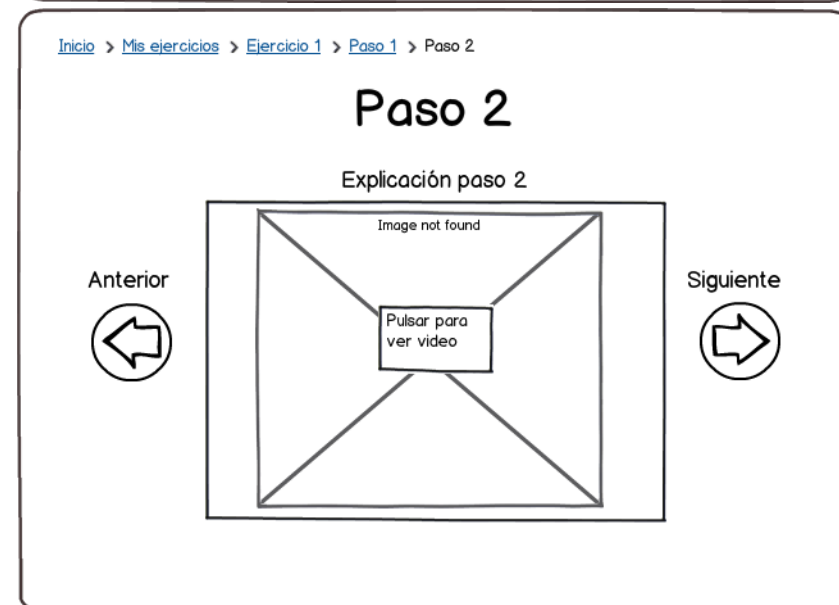 Inicio > Mis ejercicios > Ejercicio 1 > Paso 1 > Paso 2
Paso 2
Explicación paso 2
Image not found
Anterior
Siguiente
Pulsar para
ver video